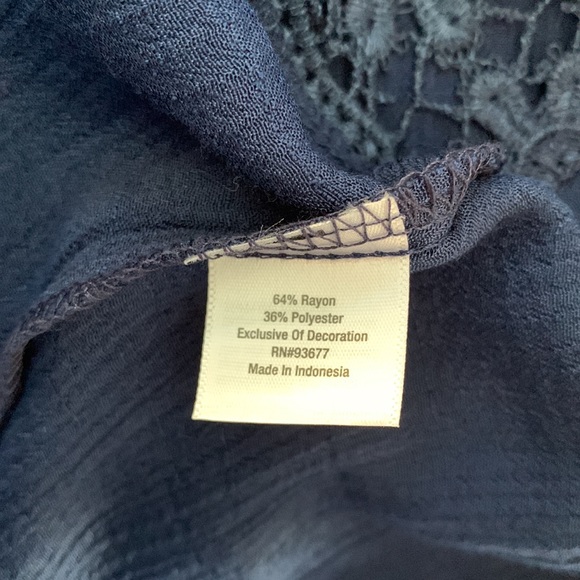 64% Rayon
36% Polyester
Exclusive Of Decoration
RN#93677
Made In Indonesia